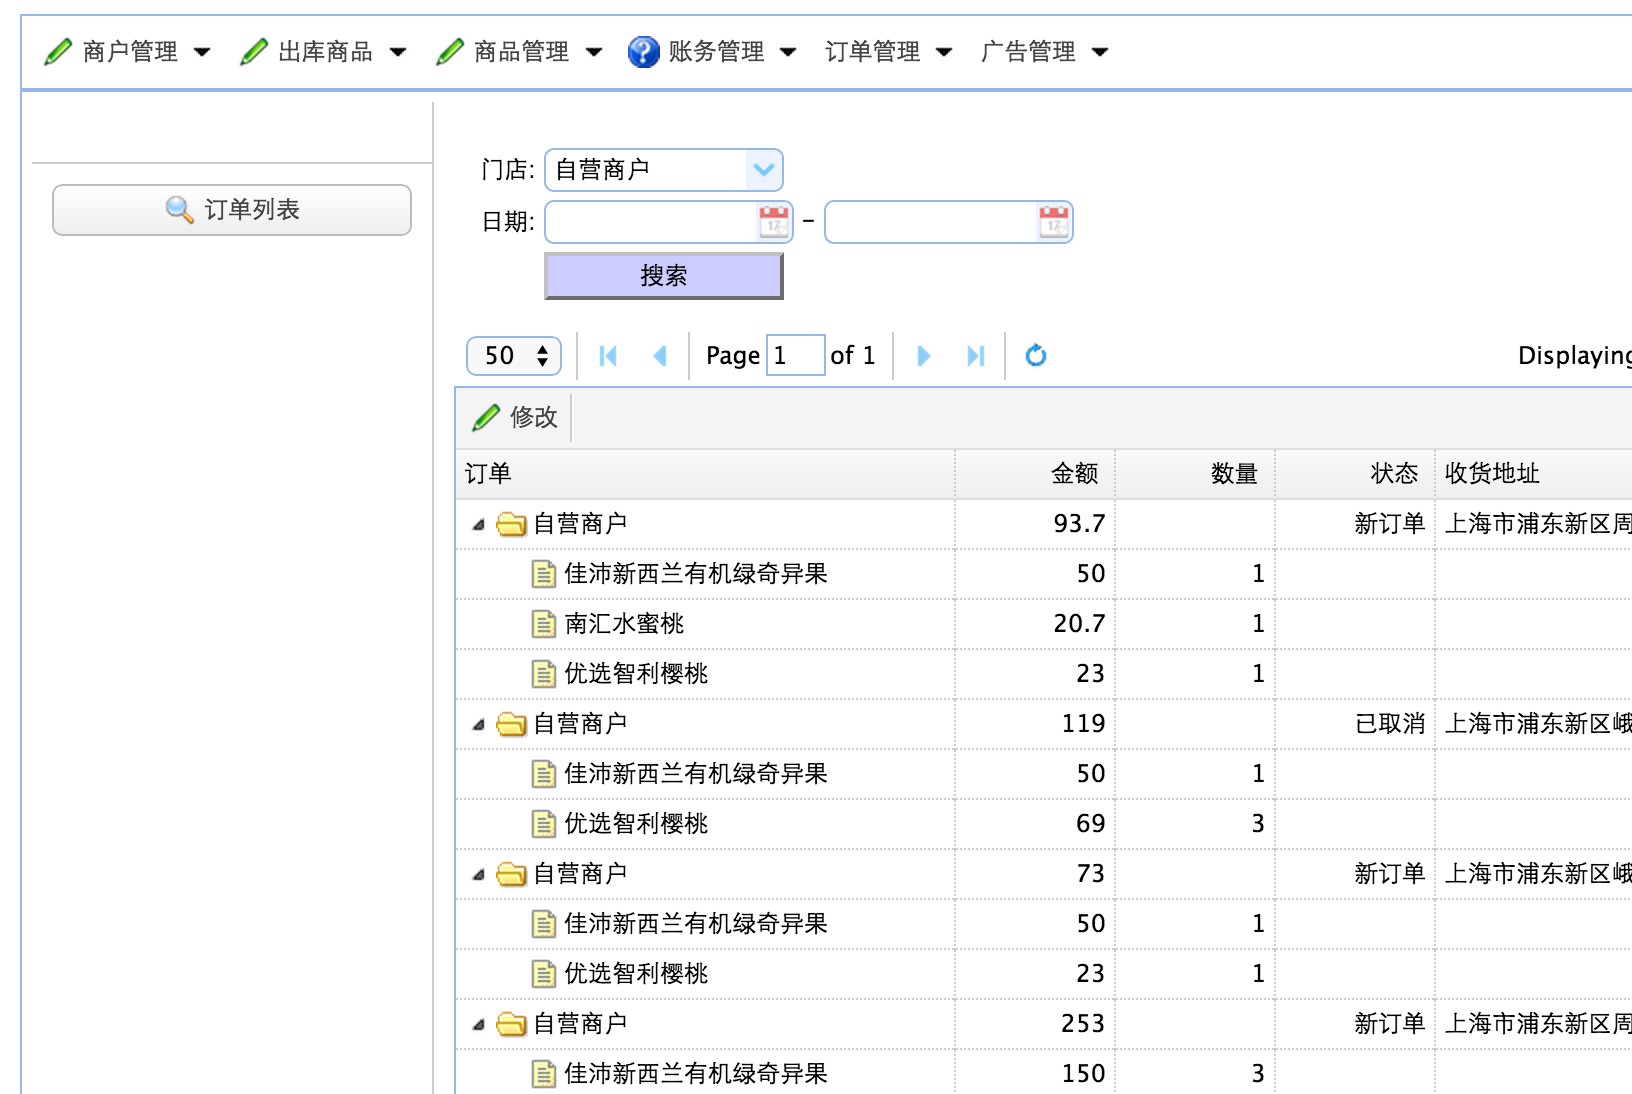 商户管理 出库商品 商品管理 账务管理 订单管理 广告管理
订单列表
门店: 自营商户
日期: –
搜索
50 Page 1 of 1 Displaying
修改
订单 金额 数量 状态 收货地址
自营商户 93.7 新订单 上海市浦东新区周
佳沛新西兰有机绿奇异果 50 1
南汇水蜜桃 20.7 1
优选智利樱桃 23 1
自营商户 119 已取消 上海市浦东新区峨
佳沛新西兰有机绿奇异果 50 1
优选智利樱桃 69 3
自营商户 73 新订单 上海市浦东新区峨
佳沛新西兰有机绿奇异果 50 1
优选智利樱桃 23 1
自营商户 253 新订单 上海市浦东新区周
佳沛新西兰有机绿奇异果 150 3